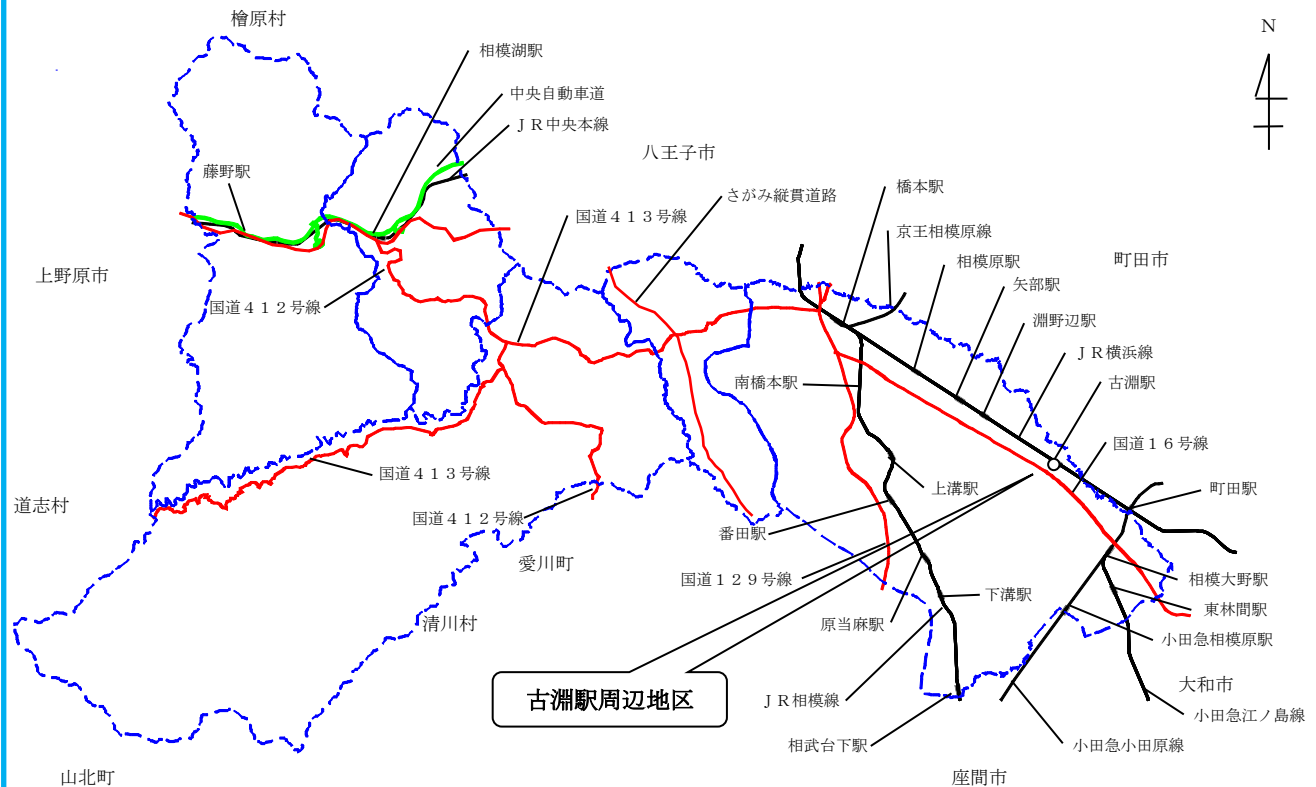 檜原村
N
相模湖駅
中央自動車道
ＪＲ中央本線
八王子市
藤野駅
さがみ縦貫道路
橋本駅
国道４１３号線
京王相模原線
上野原市
相模原駅
町田市
矢部駅
国道４１２号線
淵野辺駅
ＪＲ横浜線
南橋本駅
古淵駅
国道１６号線
国道４１３号線
上溝駅
町田駅
道志村
国道４１２号線
番田駅
愛川町
国道１２９号線
相模大野駅
下溝駅
東林間駅
清川村
原当麻駅
小田急相模原駅
古淵駅周辺地区
ＪＲ相模線
大和市
小田急江ノ島線
相武台下駅
小田急小田原線
山北町
座間市